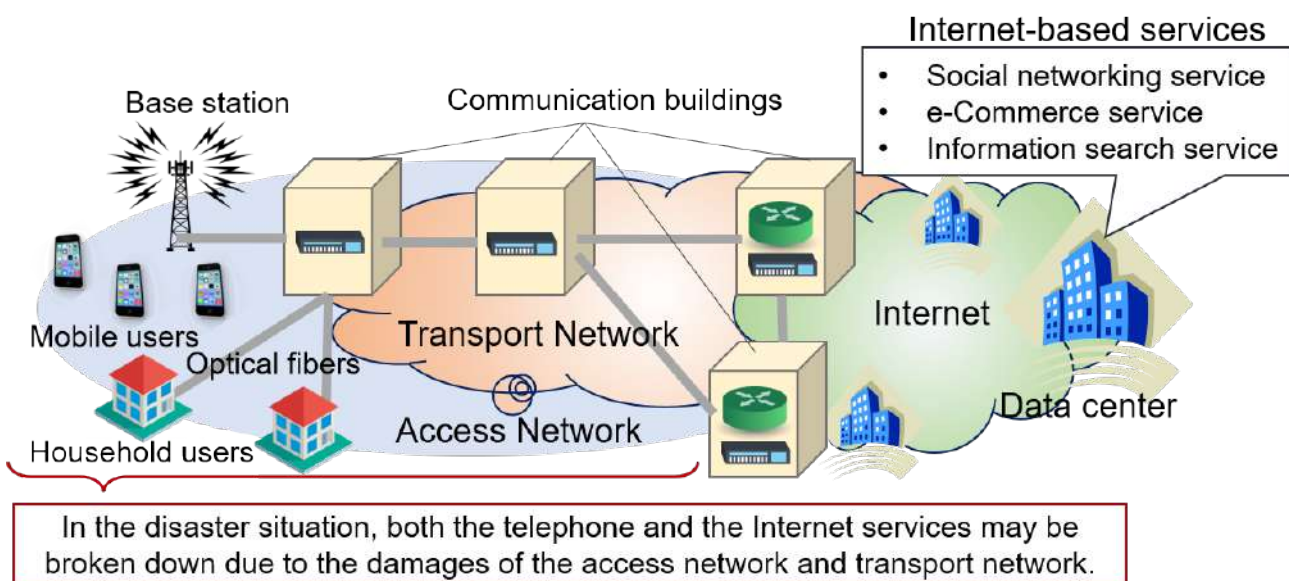 Internet-based services
• Social networking service
• e-Commerce service
• Information search service
Base station
Communication buildings
Mobile users
Optical fibers
Transport Network
Internet
Household users
Access Network
Data center
In the disaster situation, both the telephone and the Internet services may be
broken down due to the damages of the access network and transport network.